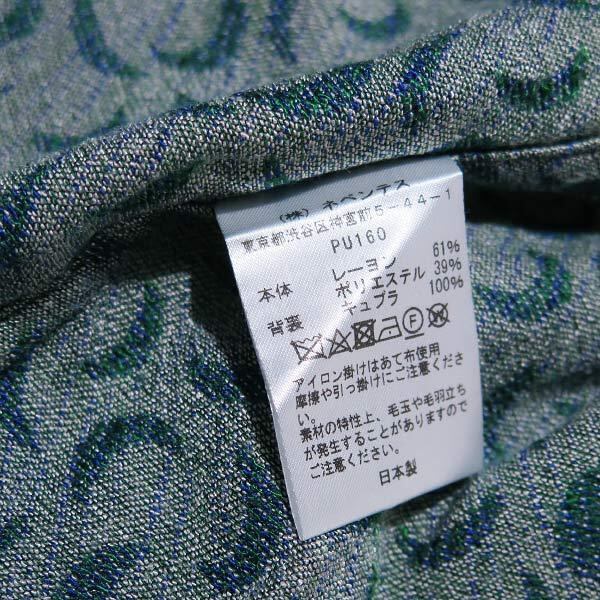 (株) ネペンテス
東京都渋谷区神宮前5-44-1
PU160
本体 レーヨン 61%
ポリエステル 39%
背裏 キュプラ 100%
アイロン掛けはあて布使用
摩擦や引っ掛けにご注意くださ
い。
素材の特性上、毛玉や毛羽立ち
が発生することがありますので
ご注意ください。
日本製